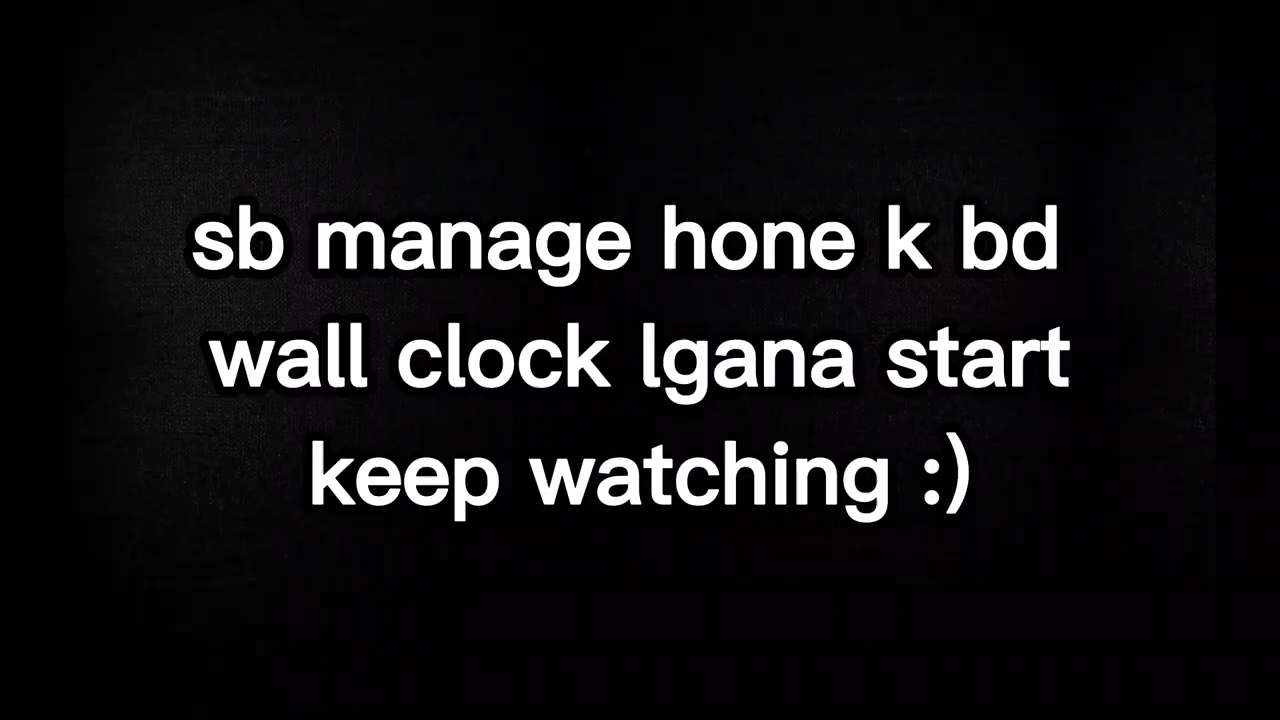 sb manage hone k bd
wall clock lgana start
keep watching :)